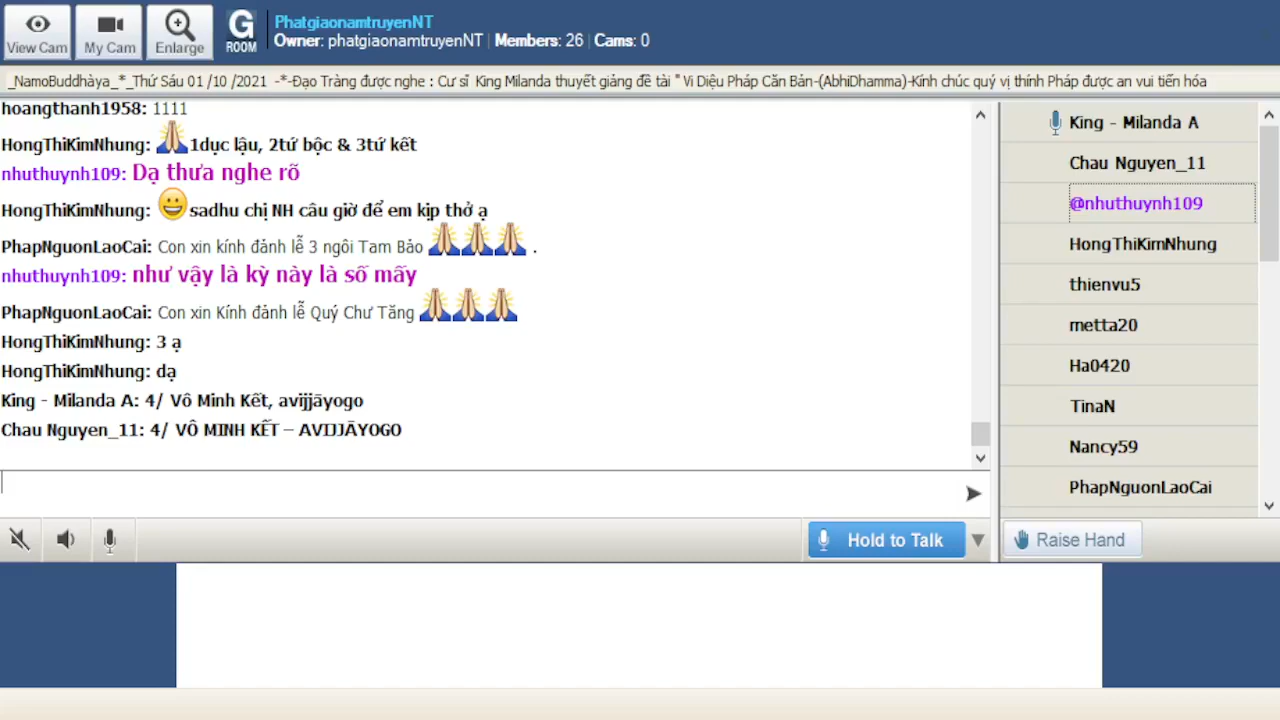 View Cam
My Cam
Enlarge
G
ROOM
PhatgiaonamtruyenNT
Owner: phatgiaonamtruyenNT | Members: 26 | Cams: 0
_NamoBuddhàya_*_Thứ Sáu 01 /10 /2021 -*-Đạo Tràng được nghe : Cư sĩ King Milanda thuyết giảng đề tài " Vi Diệu Pháp Căn Bản-(AbhiDhamma)-Kính chúc quý vị thính Pháp được an vui tiến hóa
hoangthanh1958: 1111
HongThiKimNhung: 1dục lậu, 2tứ bộc & 3tứ kết
nhuthuynh109: Dạ thưa nghe rõ
HongThiKimNhung: sadhu chị NH câu giờ để em kịp thở ạ
PhapNguonLaoCai: Con xin kính đảnh lễ 3 ngôi Tam Bảo .
nhuthuynh109: như vậy là kỳ này là số mấy
PhapNguonLaoCai: Con xin Kính đảnh lễ Quý Chư Tăng
HongThiKimNhung: 3 ạ
HongThiKimNhung: dạ
King - Milanda A: 4/ Vô Minh Kết, avijjāyogo
Chau Nguyen_11: 4/ VÔ MINH KẾT – AVIJJĀYOGO
King - Milanda A
Chau Nguyen_11
@nhuthuynh109
HongThiKimNhung
thienvu5
metta20
Ha0420
TinaN
Nancy59
PhapNguonLaoCai
Hold to Talk
Raise Hand